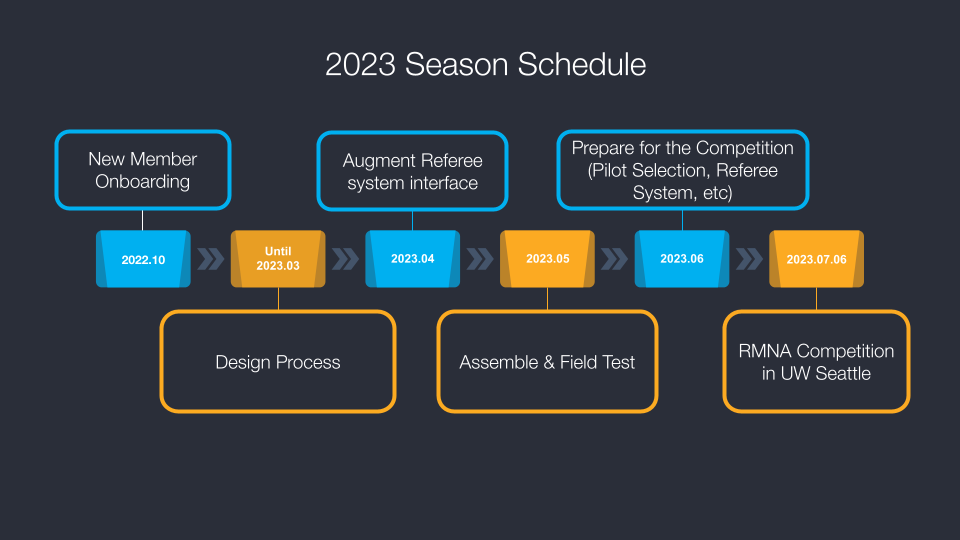 2023 Season Schedule
New Member
Onboarding
Augment Referee
system interface
Prepare for the Competition
(Pilot Selection, Referee
System, etc)
2022.10
Until
2023.03
2023.04
2023.05
2023.06
2023.07.06
Design Process
Assemble & Field Test
RMNA Competition
in UW Seattle